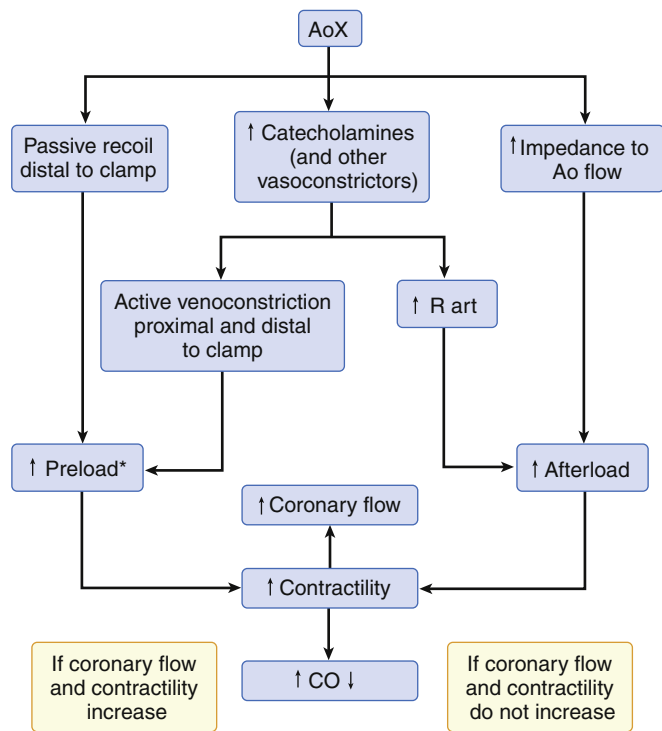 AoX
Passive recoil
distal to clamp
↑ Catecholamines
(and other
vasoconstrictors)
↑ Impedance to
Ao flow
Active venoconstriction
proximal and distal
to clamp
↑ R art
↑ Preload*
↑ Afterload
↑ Coronary flow
↑ Contractility
If coronary flow
and contractility
increase
↑ CO ↓
If coronary flow
and contractility
do not increase